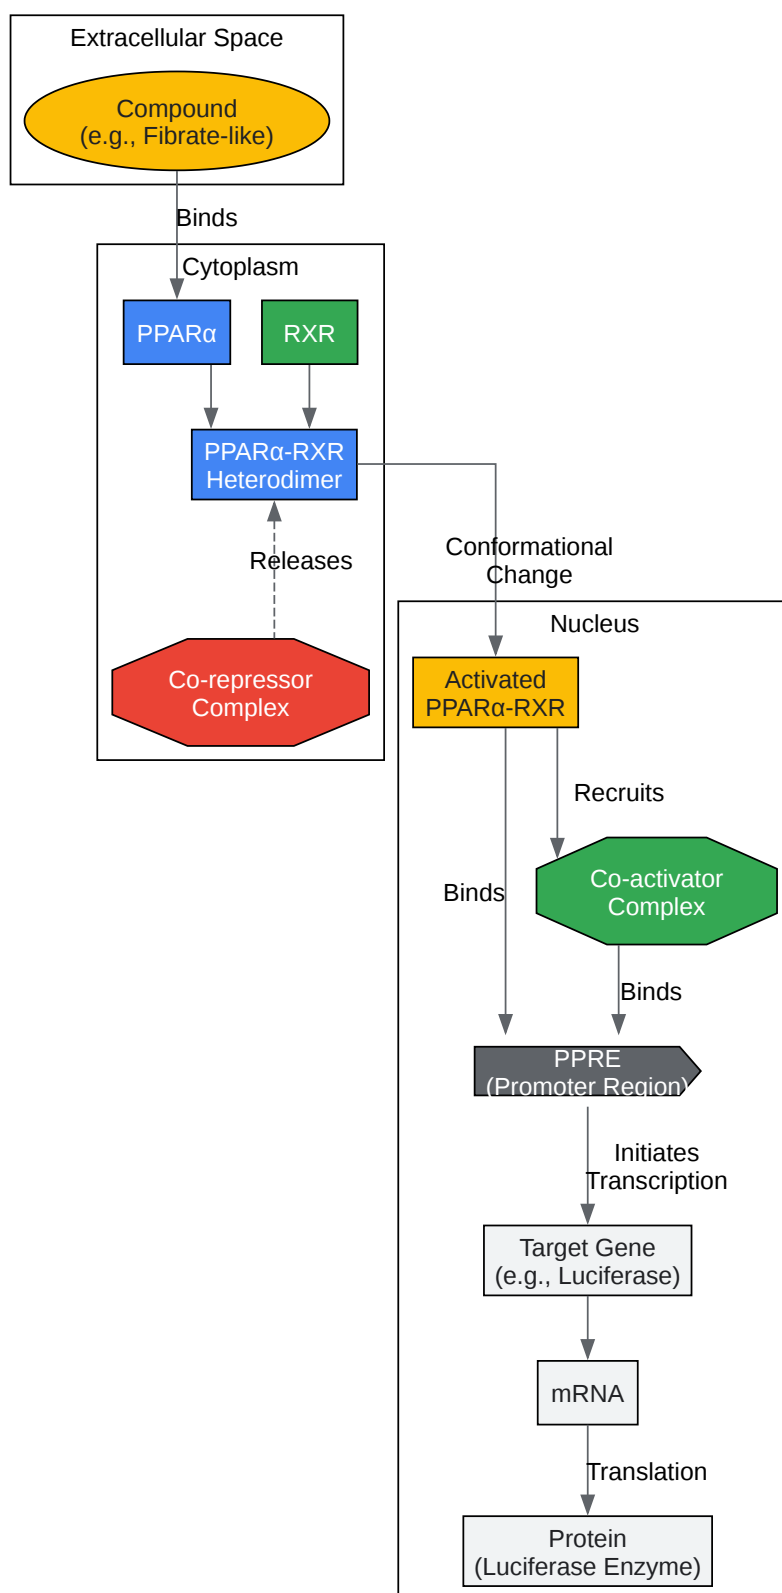 Extracellular Space
Compound
(e.g., Fibrate-like)
Binds
Cytoplasm
PPARα
RXR
PPARα-RXR
Heterodimer
Releases
Co-repressor
Complex
Conformational
Change
Nucleus
Activated
PPARα-RXR
Recruits
Co-activator
Complex
Binds
Binds
PPRE
(Promoter Region)
Initiates
Transcription
Target Gene
(e.g., Luciferase)
mRNA
Translation
Protein
(Luciferase Enzyme)